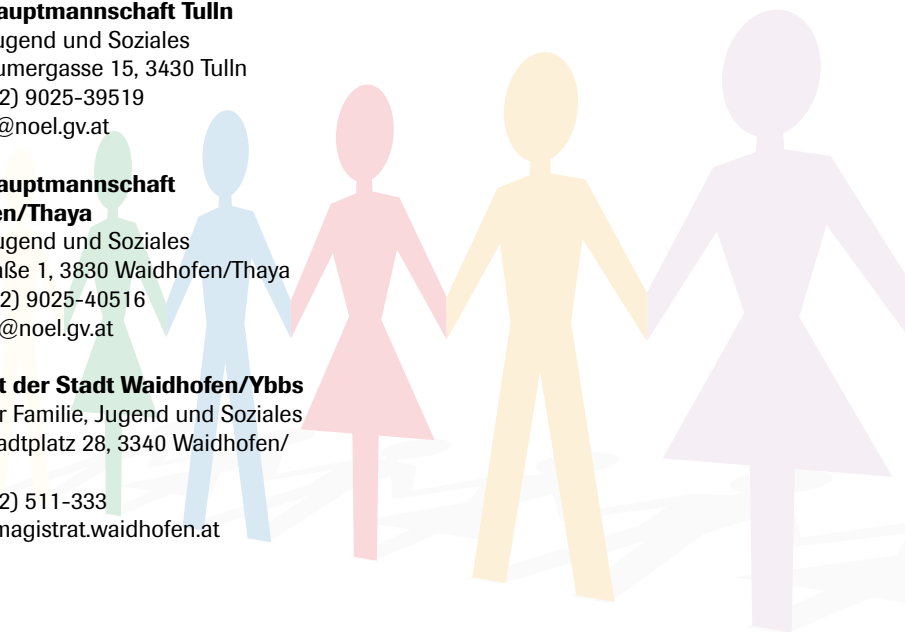 auptmannschaft Tulln
ugend und Soziales
umergasse 15, 3430 Tulln
2) 9025-39519
@noel.gv.at
auptmannschaft
en/Thaya
ugend und Soziales
aße 1, 3830 Waidhofen/Thaya
2) 9025-40516
@noel.gv.at
t der Stadt Waidhofen/Ybbs
r Familie, Jugend und Soziales
adtplatz 28, 3340 Waidhofen/
2) 511-333
magistrat.waidhofen.at